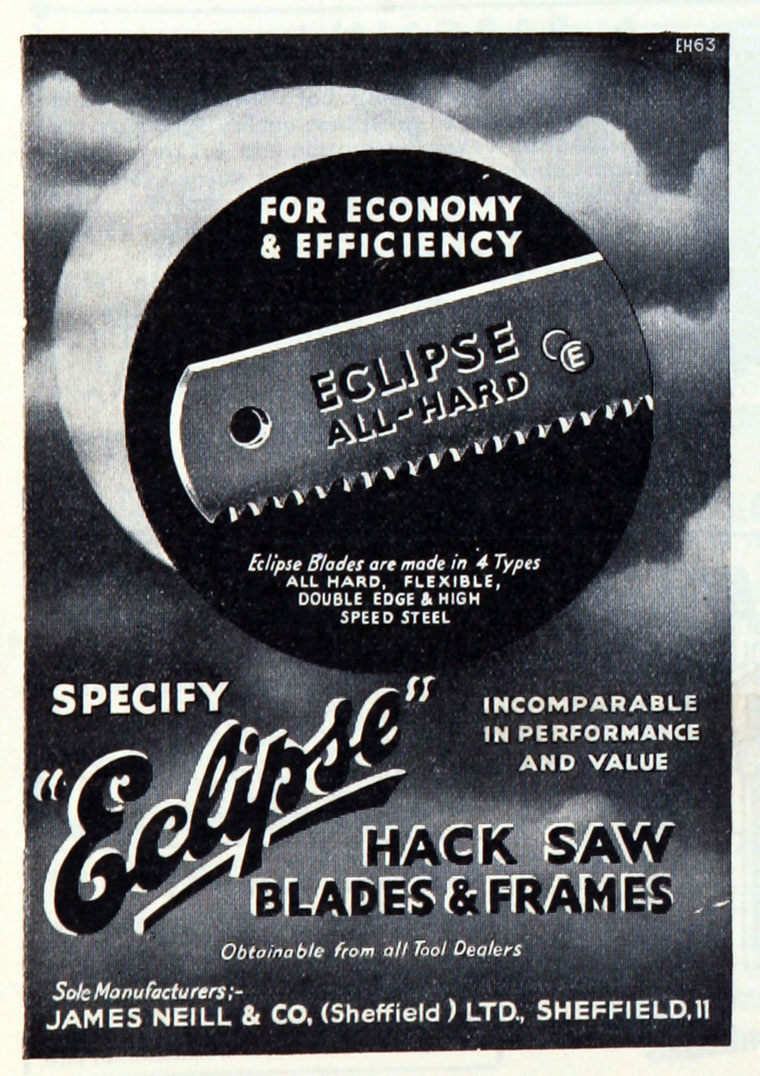 EH63
FOR ECONOMY
& EFFICIENCY
ECLIPSE
ALL-HARD
E
Eclipse Blades are made in 4 Types
ALL HARD, FLEXIBLE,
DOUBLE EDGE & HIGH
SPEED STEEL
SPECIFY
"Eclipse"
INCOMPARABLE
IN PERFORMANCE
AND VALUE
HACK SAW
BLADES & FRAMES
Obtainable from all Tool Dealers
Sole Manufacturers;-
JAMES NEILL & CO, (Sheffield) LTD., SHEFFIELD, 11